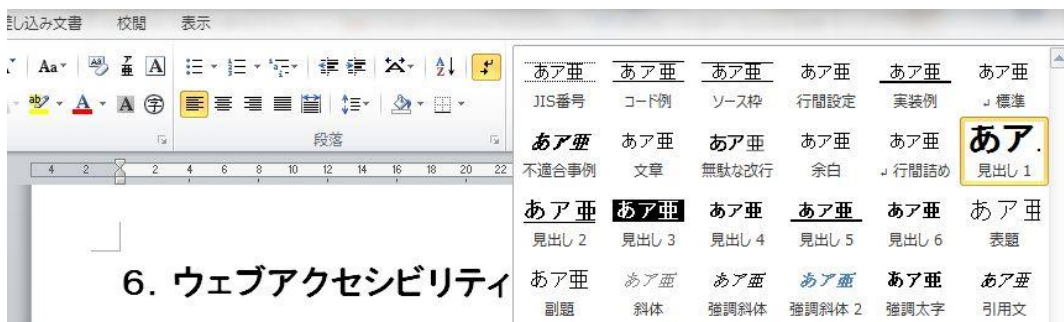 差し込み文書 校閲 表示
Aa
段落
4 2 2 4 6 8 10 12 14 16 18 20 22
あア亜 あア亜 あア亜 あア亜 あア亜 あア亜
JIS番号 コード例 ソース枠 行間設定 実装例 ↲ 標準
あア亜 あア亜 あア亜 あア亜 あア亜 あア.
不適合事例 文章 無駄な改行 余白 ↲ 行間詰め 見出し 1
あア亜 あア亜 あア亜 あア亜 あア亜 あア亜
見出し 2 見出し 3 見出し 4 見出し 5 見出し 6 表題
あア亜 あア亜 あア亜 あア亜 あア亜 あア亜
副題 斜体 強調斜体 強調斜体 2 強調太字 引用文
6. ウェブアクセシビリティ